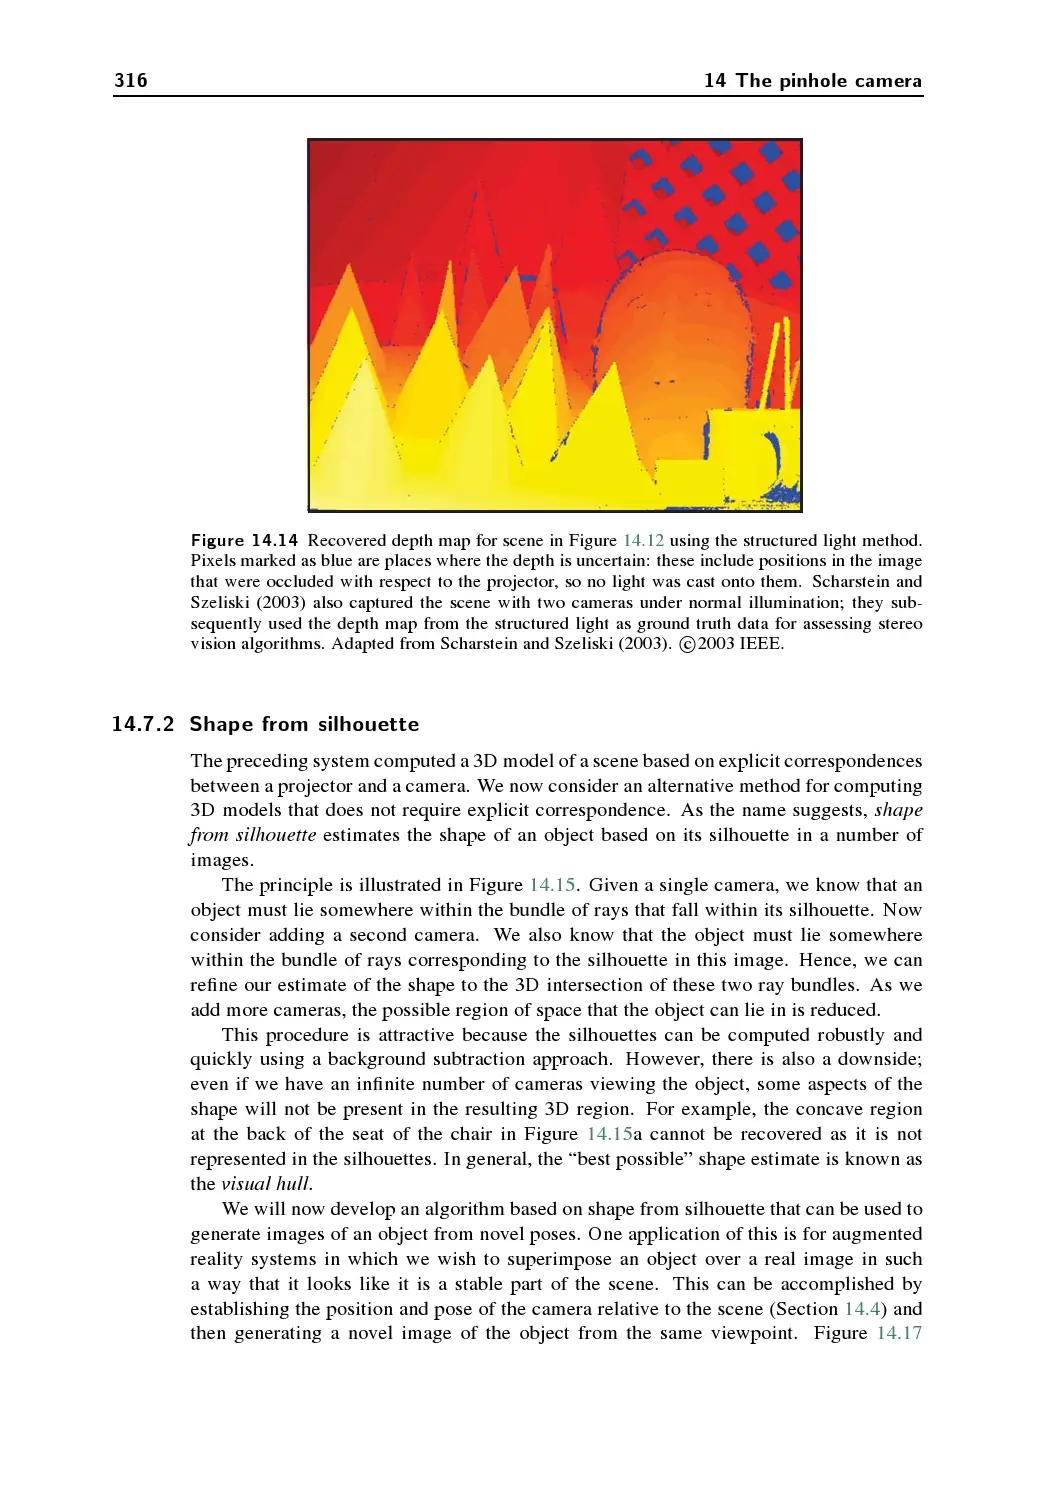 316
14 The pinhole camera
Figure 14.14 Recovered depth map for scene in Figure 14.12 using the structured light method.
Pixels marked as blue are places where the depth is uncertain: these include positions in the image
that were occluded with respect to the projector, so no light was cast onto them. Scharstein and
Szeliski (2003) also captured the scene with two cameras under normal illumination; they sub-
sequently used the depth map from the structured light as ground truth data for assessing stereo
vision algorithms. Adapted from Scharstein and Szeliski (2003). ©2003 IEEE.
14.7.2 Shape from silhouette
The preceding system computed a 3D model of a scene based on explicit correspondences
between a projector and a camera. We now consider an alternative method for computing
3D models that does not require explicit correspondence. As the name suggests, shape
from silhouette estimates the shape of an object based on its silhouette in a number of
images.
The principle is illustrated in Figure 14.15. Given a single camera, we know that an
object must lie somewhere within the bundle of rays that fall within its silhouette. Now
consider adding a second camera. We also know that the object must lie somewhere
within the bundle of rays corresponding to the silhouette in this image. Hence, we can
refine our estimate of the shape to the 3D intersection of these two ray bundles. As we
add more cameras, the possible region of space that the object can lie in is reduced.
This procedure is attractive because the silhouettes can be computed robustly and
quickly using a background subtraction approach. However, there is also a downside;
even if we have an infinite number of cameras viewing the object, some aspects of the
shape will not be present in the resulting 3D region. For example, the concave region
at the back of the seat of the chair in Figure 14.15a cannot be recovered as it is not
represented in the silhouettes. In general, the “best possible” shape estimate is known as
the visual hull.
We will now develop an algorithm based on shape from silhouette that can be used to
generate images of an object from novel poses. One application of this is for augmented
reality systems in which we wish to superimpose an object over a real image in such
a way that it looks like it is a stable part of the scene. This can be accomplished by
establishing the position and pose of the camera relative to the scene (Section 14.4) and
then generating a novel image of the object from the same viewpoint. Figure 14.17